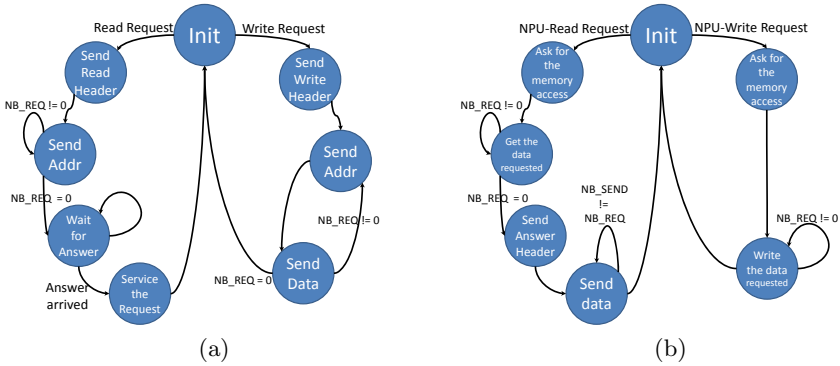 Read Request
Init
Write Request
Send
Read
Header
Send
Write
Header
NB_REQ != 0
Send
Addr
Send
Addr
NB_REQ = 0
Wait
for
Answer
NB_REQ != 0
Answer
arrived
Service
the
Request
NB_REQ = 0
Send
Data
(a)
NPU-Read Request
Init
NPU-Write Request
Ask for
the
memory
access
Ask for
the
memory
access
NB_REQ != 0
Get the
data
requested
NB_REQ = 0
Send
Answer
Header
NB_SEND
!=
NB_REQ
NB_REQ != 0
Send
data
Write
the data
requested
(b)